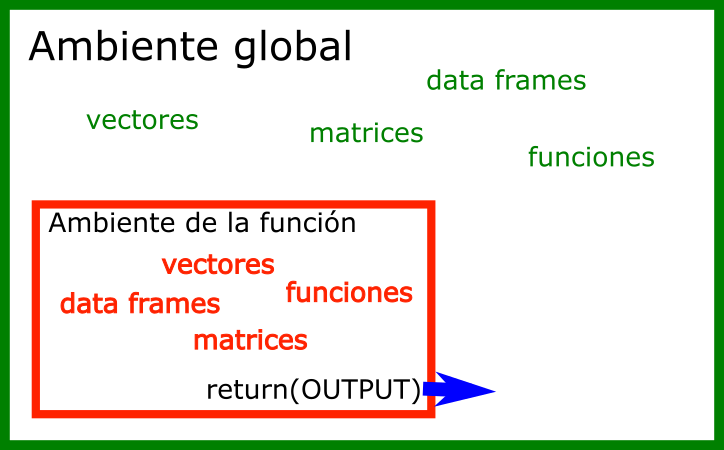 Ambiente global
data frames
vectores
matrices
funciones
Ambiente de la función
vectores
funciones
data frames
matrices
return(OUTPUT)